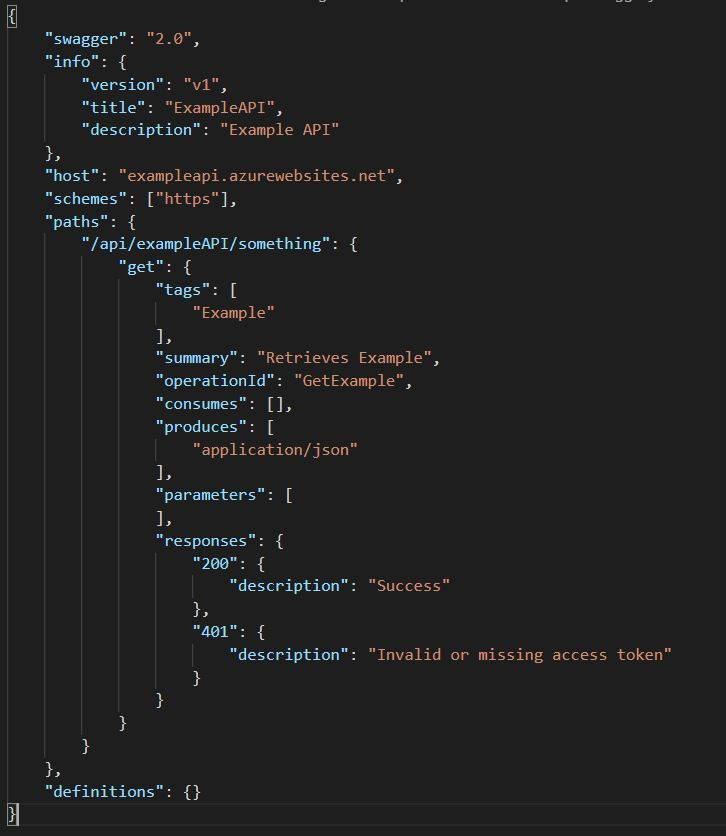 {
    "swagger": "2.0",
    "info": {
        "version": "v1",
        "title": "ExampleAPI",
        "description": "Example API"
    },
    "host": "exampleapi.azurewebsites.net",
    "schemes": ["https"],
    "paths": {
        "/api/exampleAPI/something": {
            "get": {
                "tags": [
                    "Example"
                ],
                "summary": "Retrieves Example",
                "operationId": "GetExample",
                "consumes": [],
                "produces": [
                    "application/json"
                ],
                "parameters": [
                ],
                "responses": {
                    "200": {
                        "description": "Success"
                    },
                    "401": {
                        "description": "Invalid or missing access token"
                    }
                }
            }
        }
    },
    "definitions": {}
}